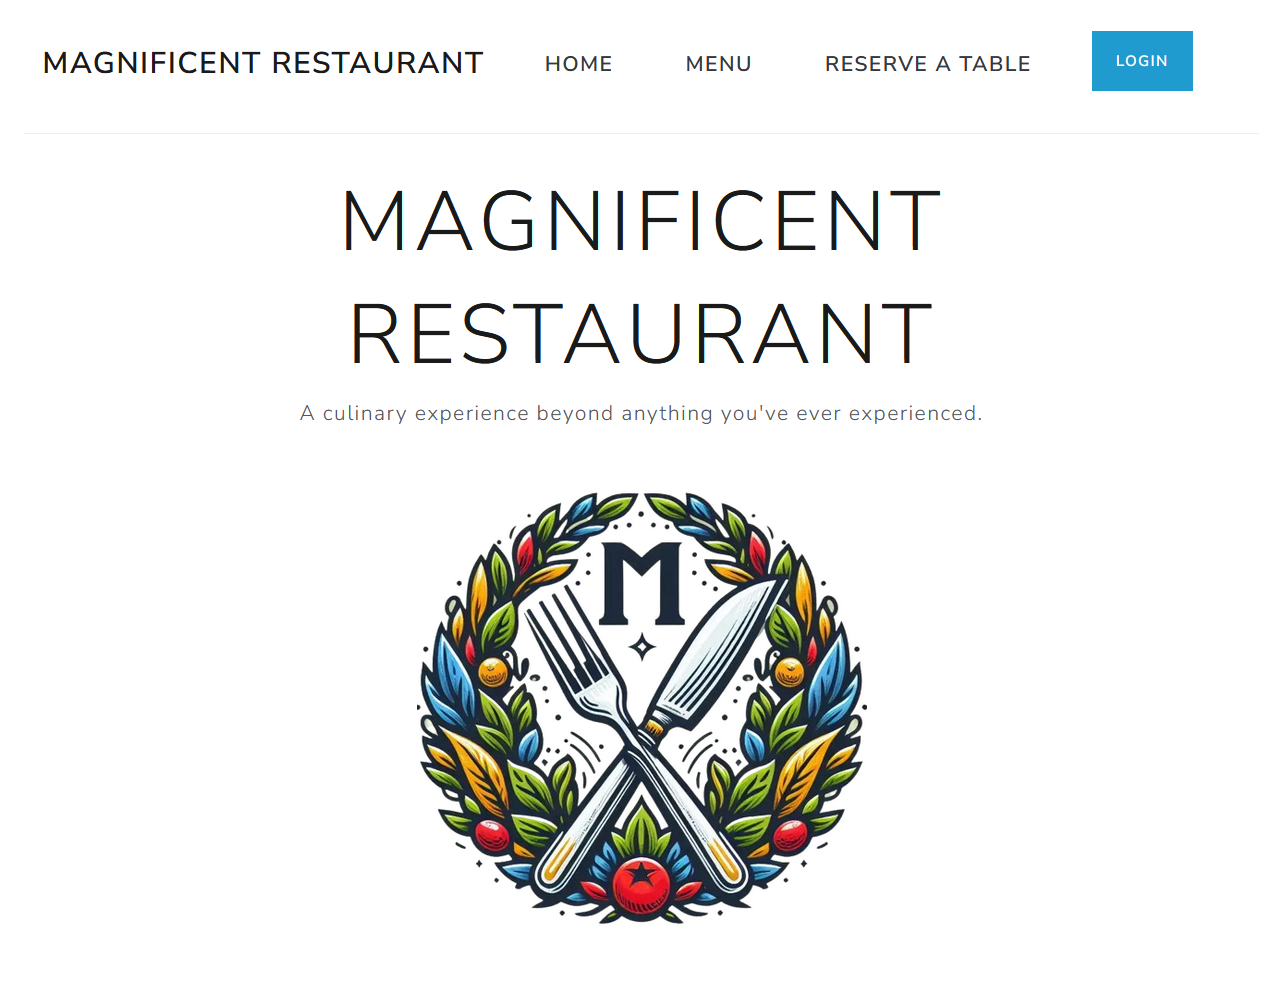 MAGNIFICENT RESTAURANT HOME MENU RESERVE A TABLE LOGIN
MAGNIFICENT
RESTAURANT
A culinary experience beyond anything you've ever experienced.
M